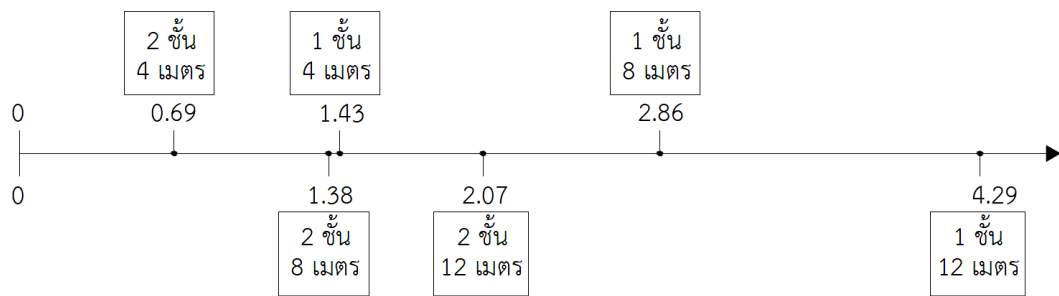 2 ชั้น
4 เมตร
1 ชั้น
4 เมตร
1 ชั้น
8 เมตร
0
0.69
1.43
2.86
0
1.38
2.07
4.29
2 ชั้น
8 เมตร
2 ชั้น
12 เมตร
1 ชั้น
12 เมตร